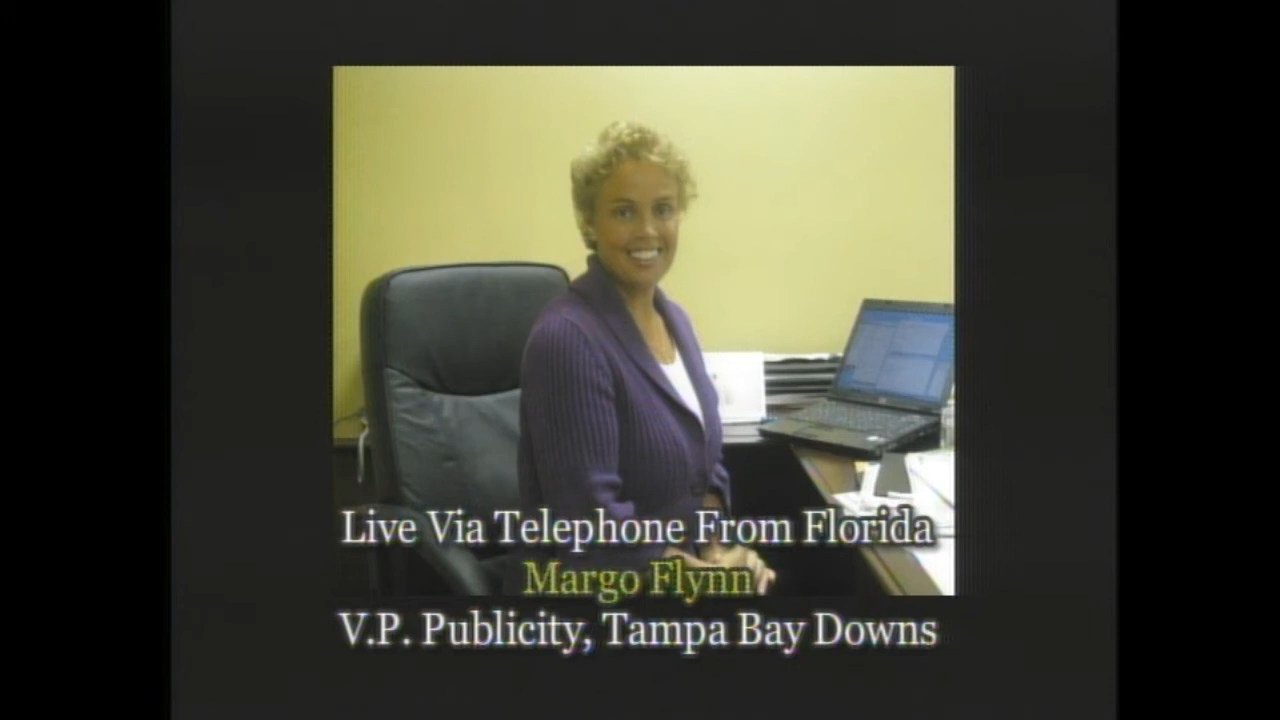 Live Via Telephone From Florida
Margo Flynn
V.P. Publicity, Tampa Bay Downs